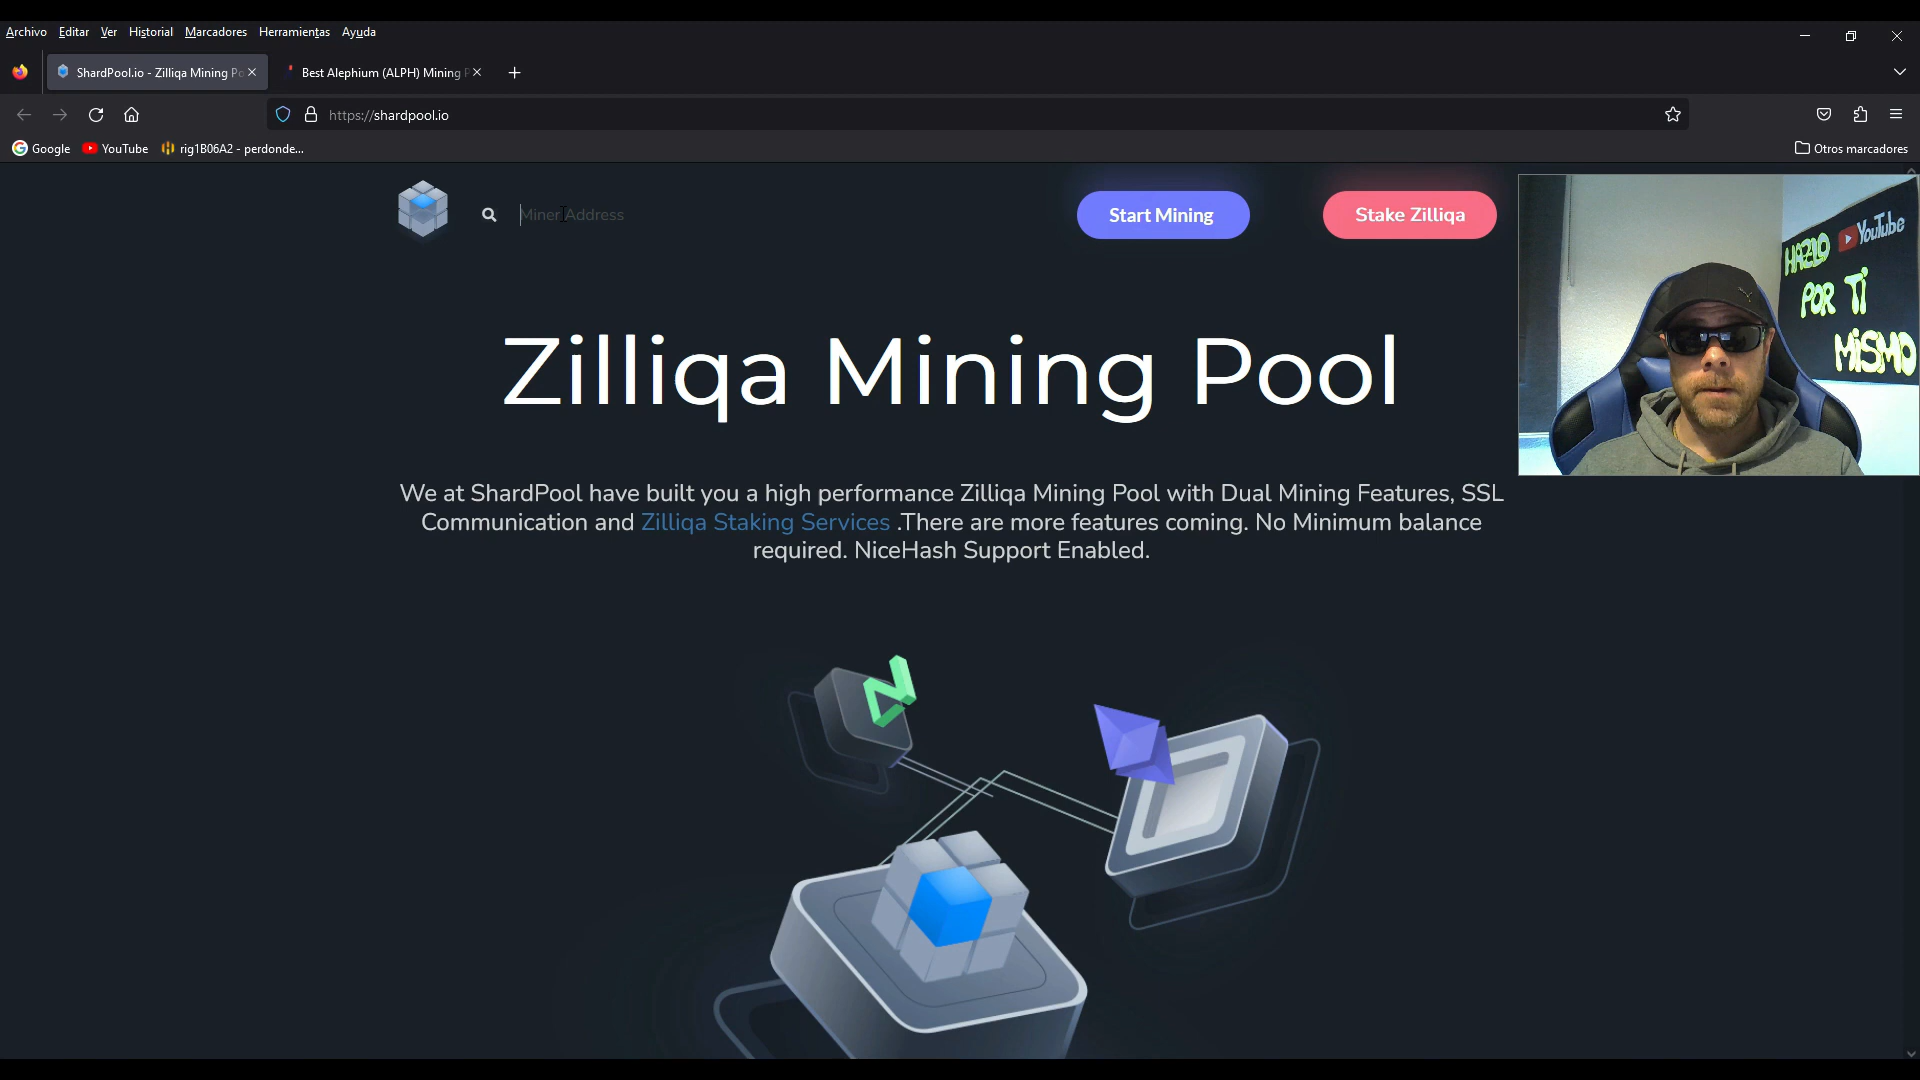 Archivo Editar Ver Historial Marcadores Herramientas Ayuda
ShardPool.io - Zilliqa Mining Po
Best Alephium (ALPH) Mining P
https://shardpool.io
Google YouTube rig1B06A2 - perdonde... Otros marcadores
Miner Address
Start Mining
Stake Zilliqa
HAZLO
YouTube
POR TI
MiSMO
Zilliqa Mining Pool
We at ShardPool have built you a high performance Zilliqa Mining Pool with Dual Mining Features, SSL
Communication and Zilliqa Staking Services .There are more features coming. No Minimum balance
required. NiceHash Support Enabled.